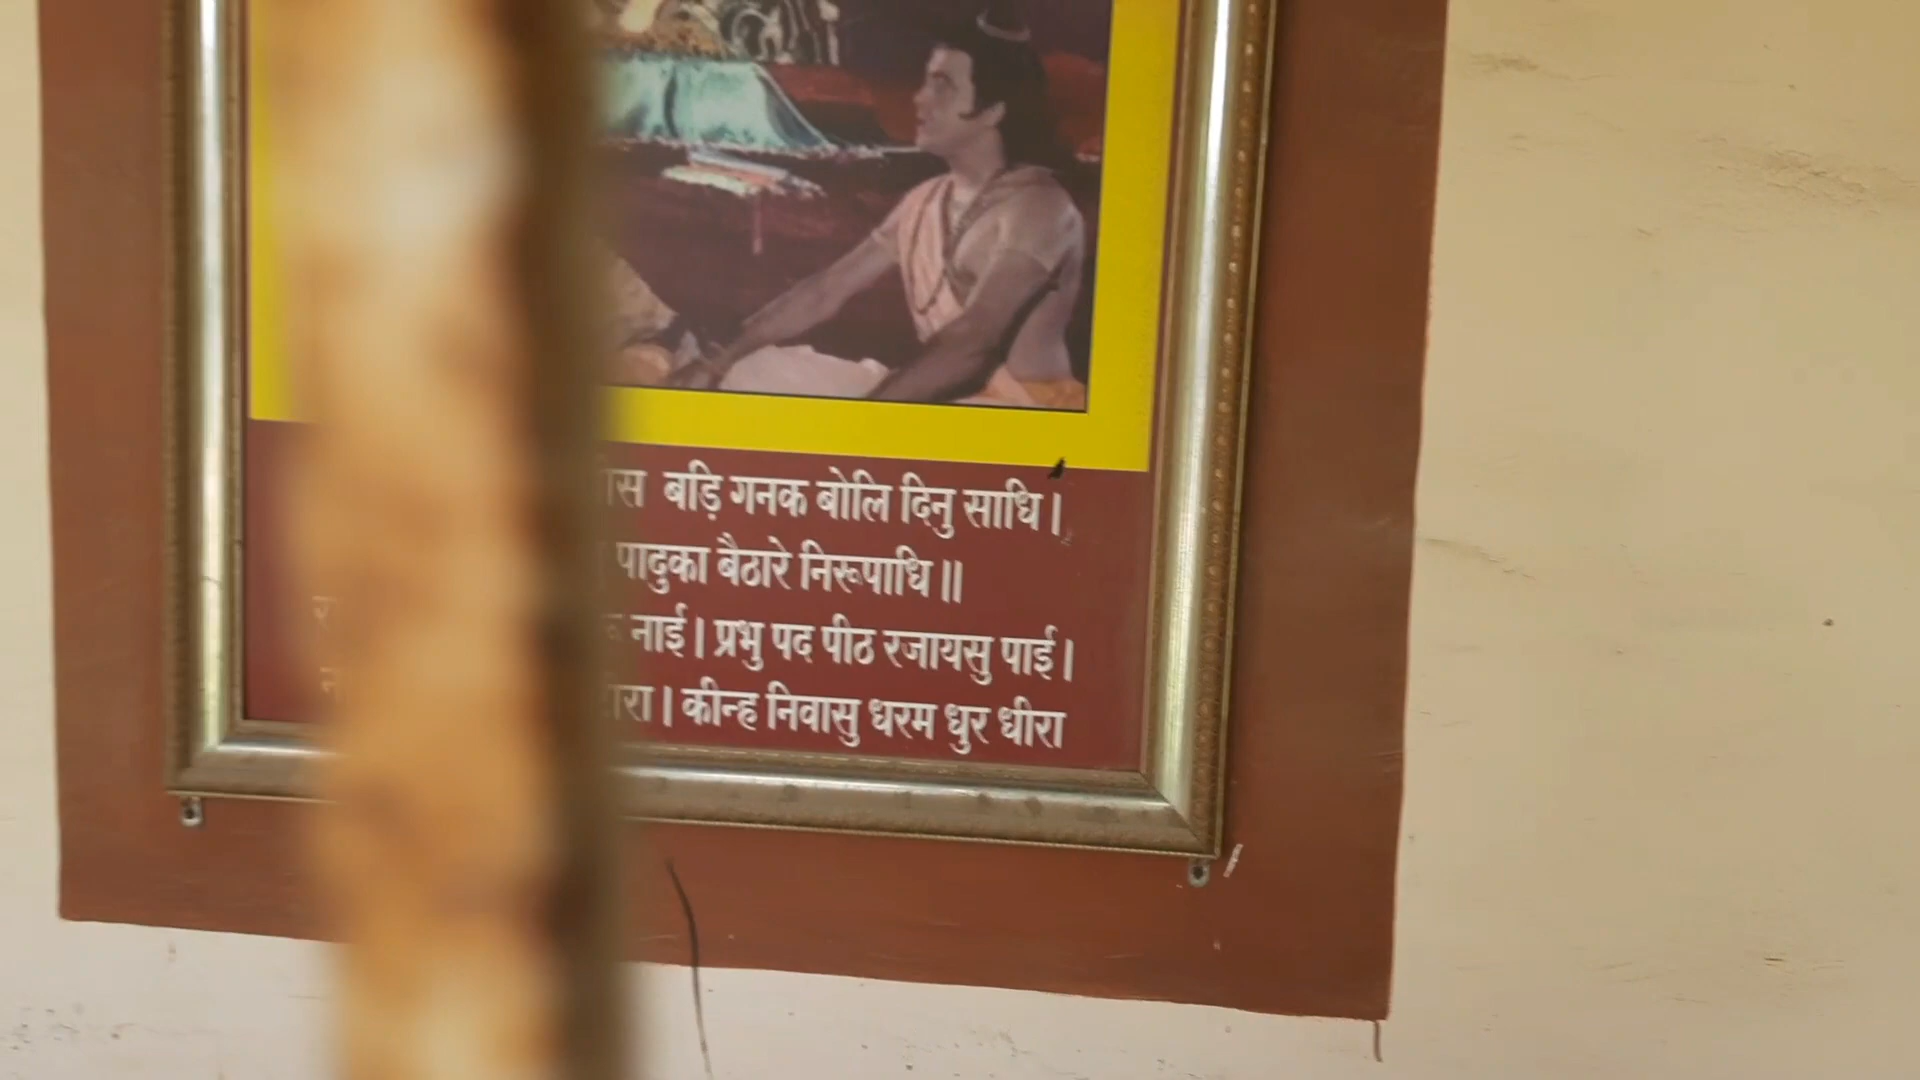 बड़ि गनक बोलि दिनु साधि।
पादुका बैठारे निरूपाधि॥
नाई। प्रभु पद पीठ रजायसु पाई।
कीन्ह निवासु धरम धुर धीरा